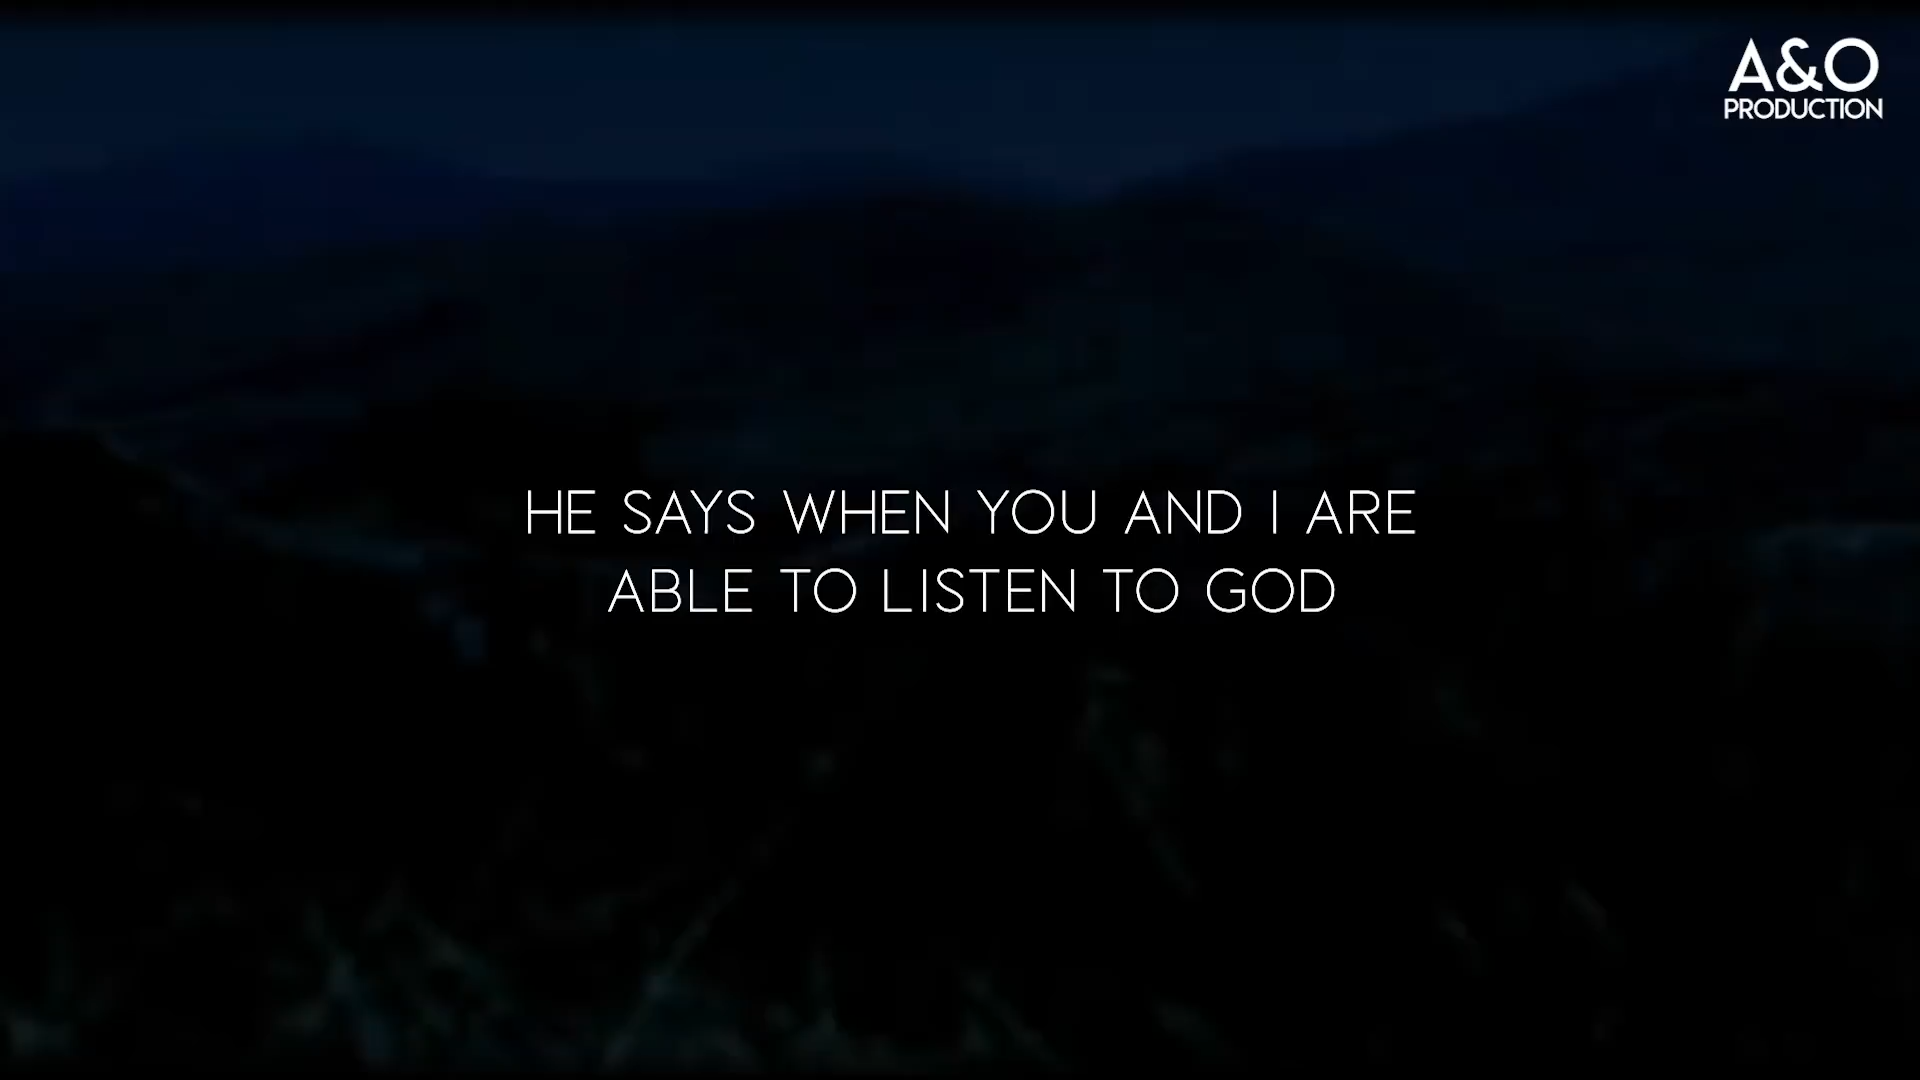 A&O
PRODUCTION
HE SAYS WHEN YOU AND I ARE
ABLE TO LISTEN TO GOD